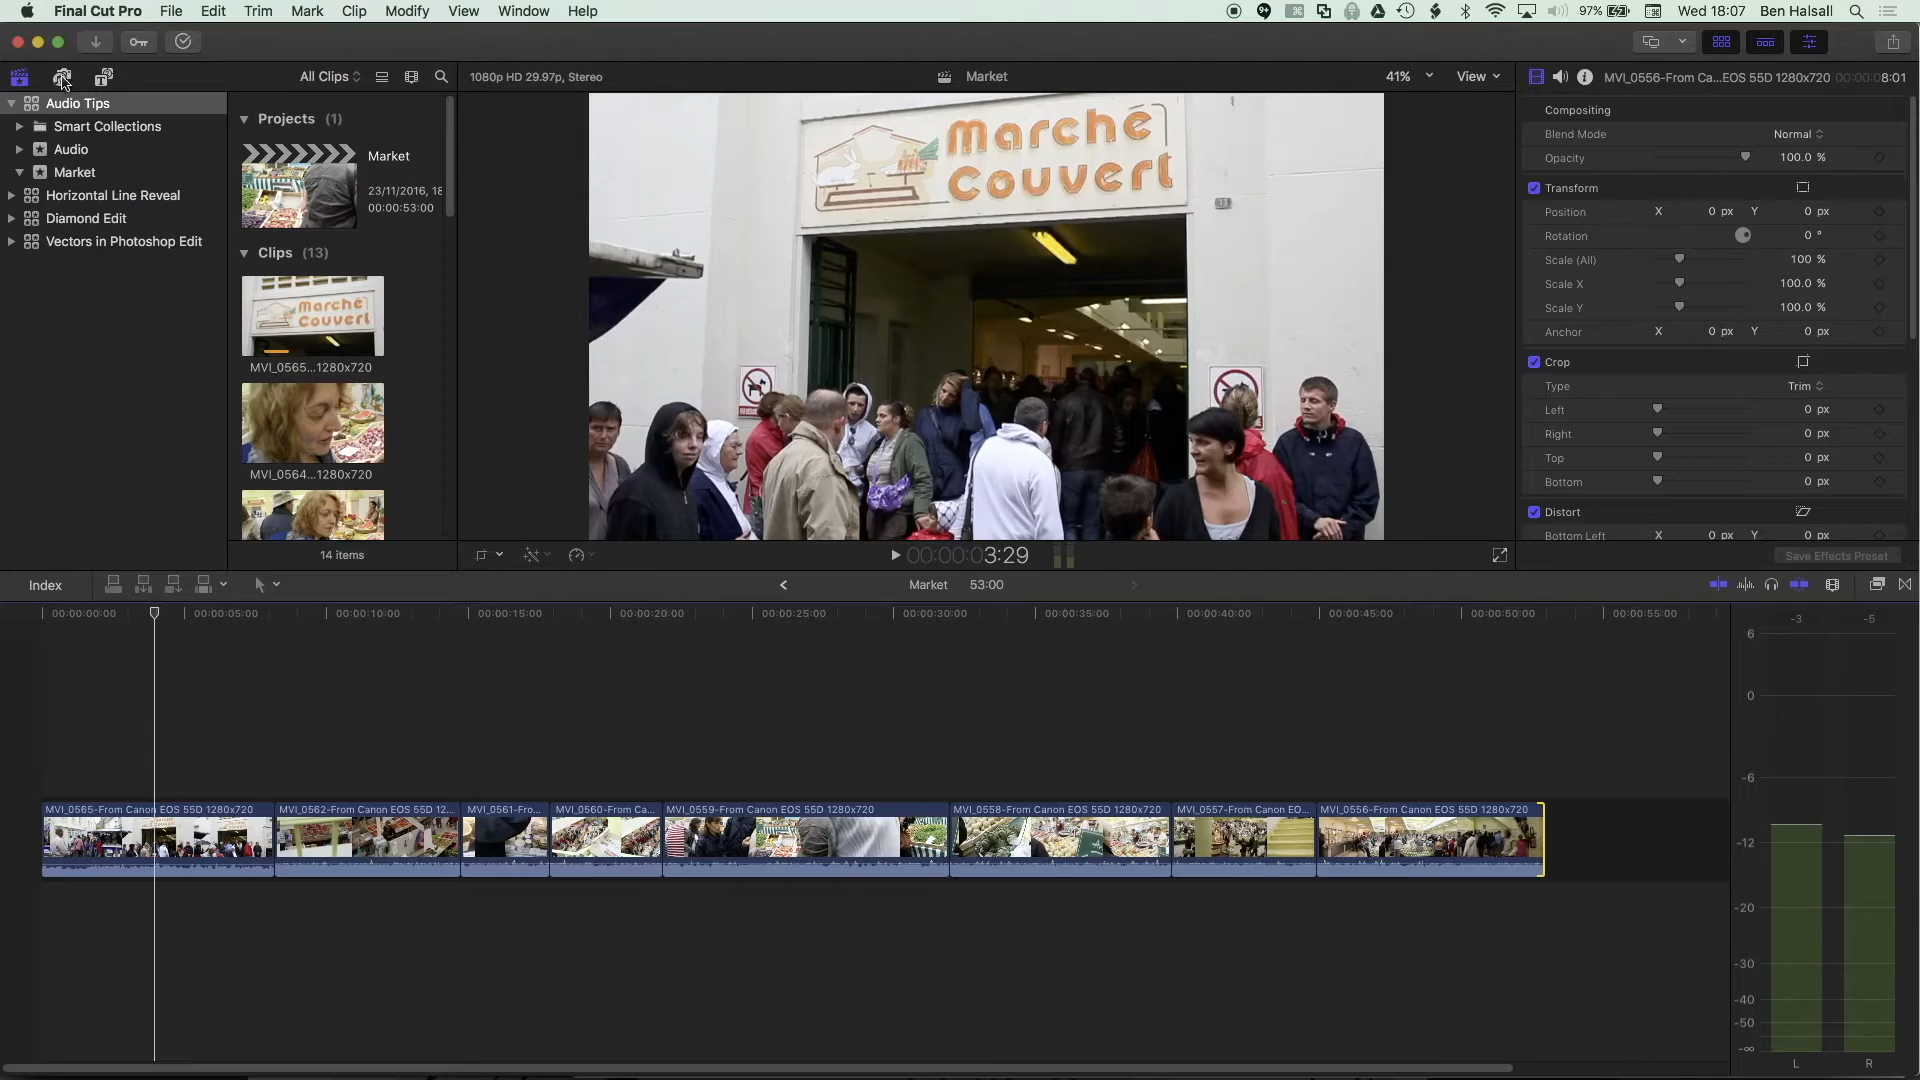 Final Cut Pro File Edit Trim Mark Clip Modify View Window Help 97% Wed 18:07 Ben Halsall
All Clips 1080p HD 29.97p, Stereo Market 41% View MVI_0556-From Ca...EOS 55D 1280x720 00:00:08:01
Audio Tips
Smart Collections
Audio
Market
Horizontal Line Reveal
Diamond Edit
Vectors in Photoshop Edit
Projects (1)
Market
23/11/2016, 18
00:00:53:00
Clips (13)
Marché
Couvert
MVI_0565...1280x720
MVI_0564...1280x720
14 items
Marché
Couvert
Compositing
Blend Mode Normal
Opacity 100.0 %
Transform
Position X 0 px Y 0 px
Rotation 0 °
Scale (All) 100 %
Scale X 100.0 %
Scale Y 100.0 %
Anchor X 0 px Y 0 px
Crop
Type Trim
Left 0 px
Right 0 px
Top 0 px
Bottom 0 px
Distort
Bottom Left X 0 px Y 0 px
Save Effects Preset
00:00:03:29
Index Market 53:00
00:00:00:00 00:00:05:00 00:00:10:00 00:00:15:00 00:00:20:00 00:00:25:00 00:00:30:00 00:00:35:00 00:00:40:00 00:00:45:00 00:00:50:00 00:00:55:00
MVI_0565-From Canon EOS 55D 1280x720 MVI_0562-From Canon EOS 55D 12... MVI_0561-Fro... MVI_0560-From Ca... MVI_0559-From Canon EOS 55D 1280x720 MVI_0558-From Canon EOS 55D 1280x720 MVI_0557-From Canon EO... MVI_0556-From Canon EOS 55D 1280x720
-3 -5
6
0
-6
-12
-20
-30
-40
-50
-∞
L R